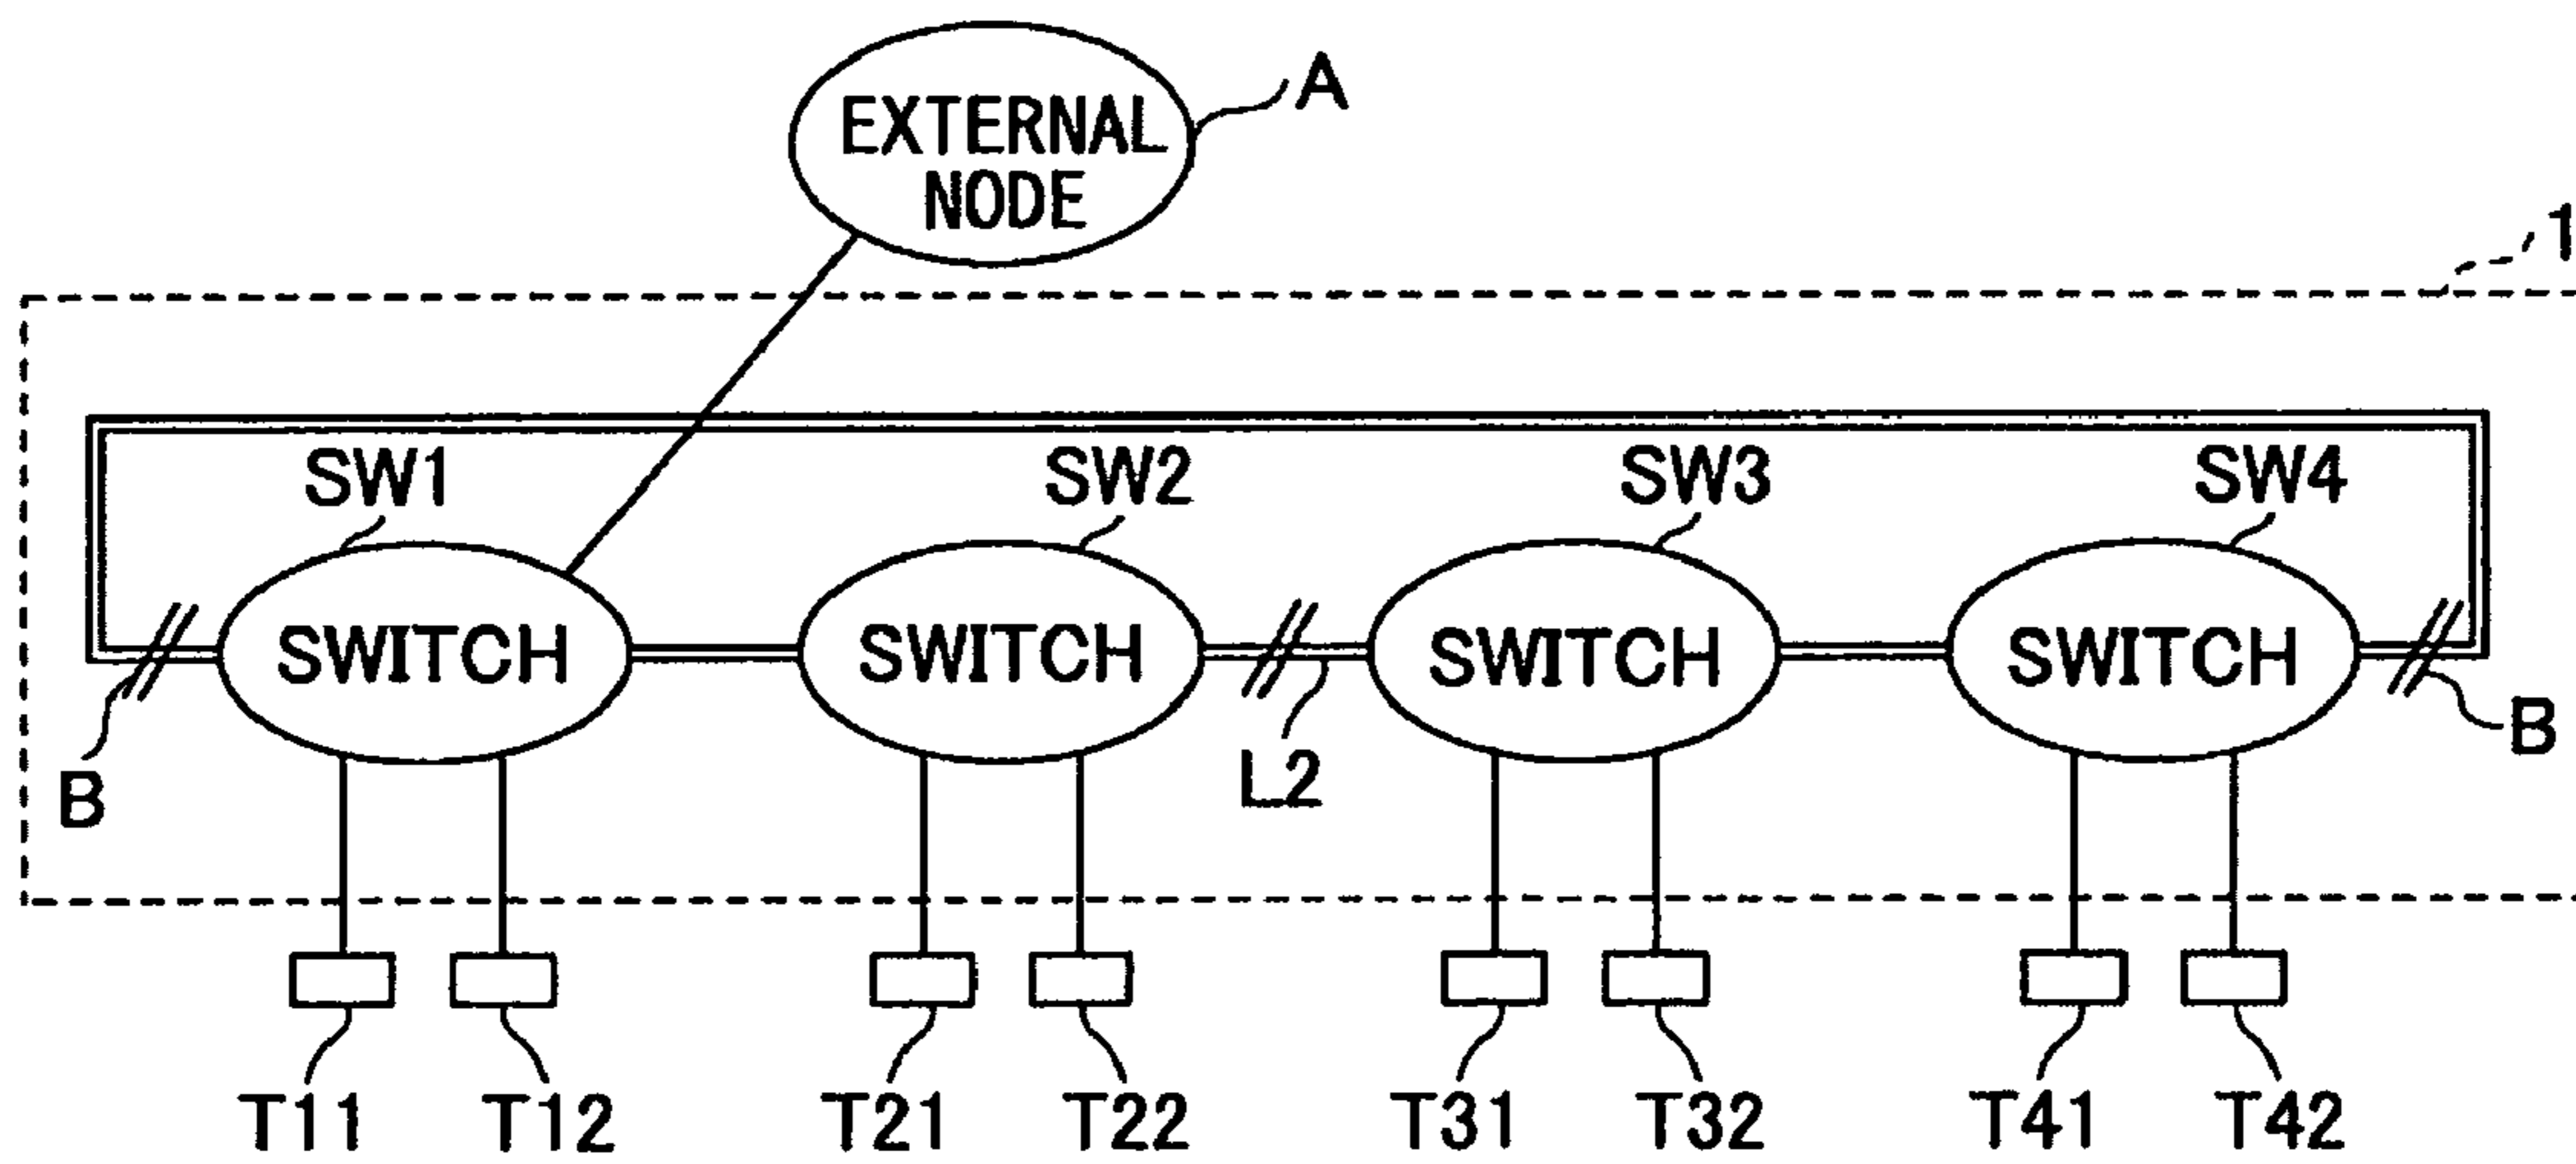 EXTERNAL
NODE
A
1
SW1
SW2
SW3
SW4
SWITCH
SWITCH
SWITCH
SWITCH
B
L2
B
T11
T12
T21
T22
T31
T32
T41
T42